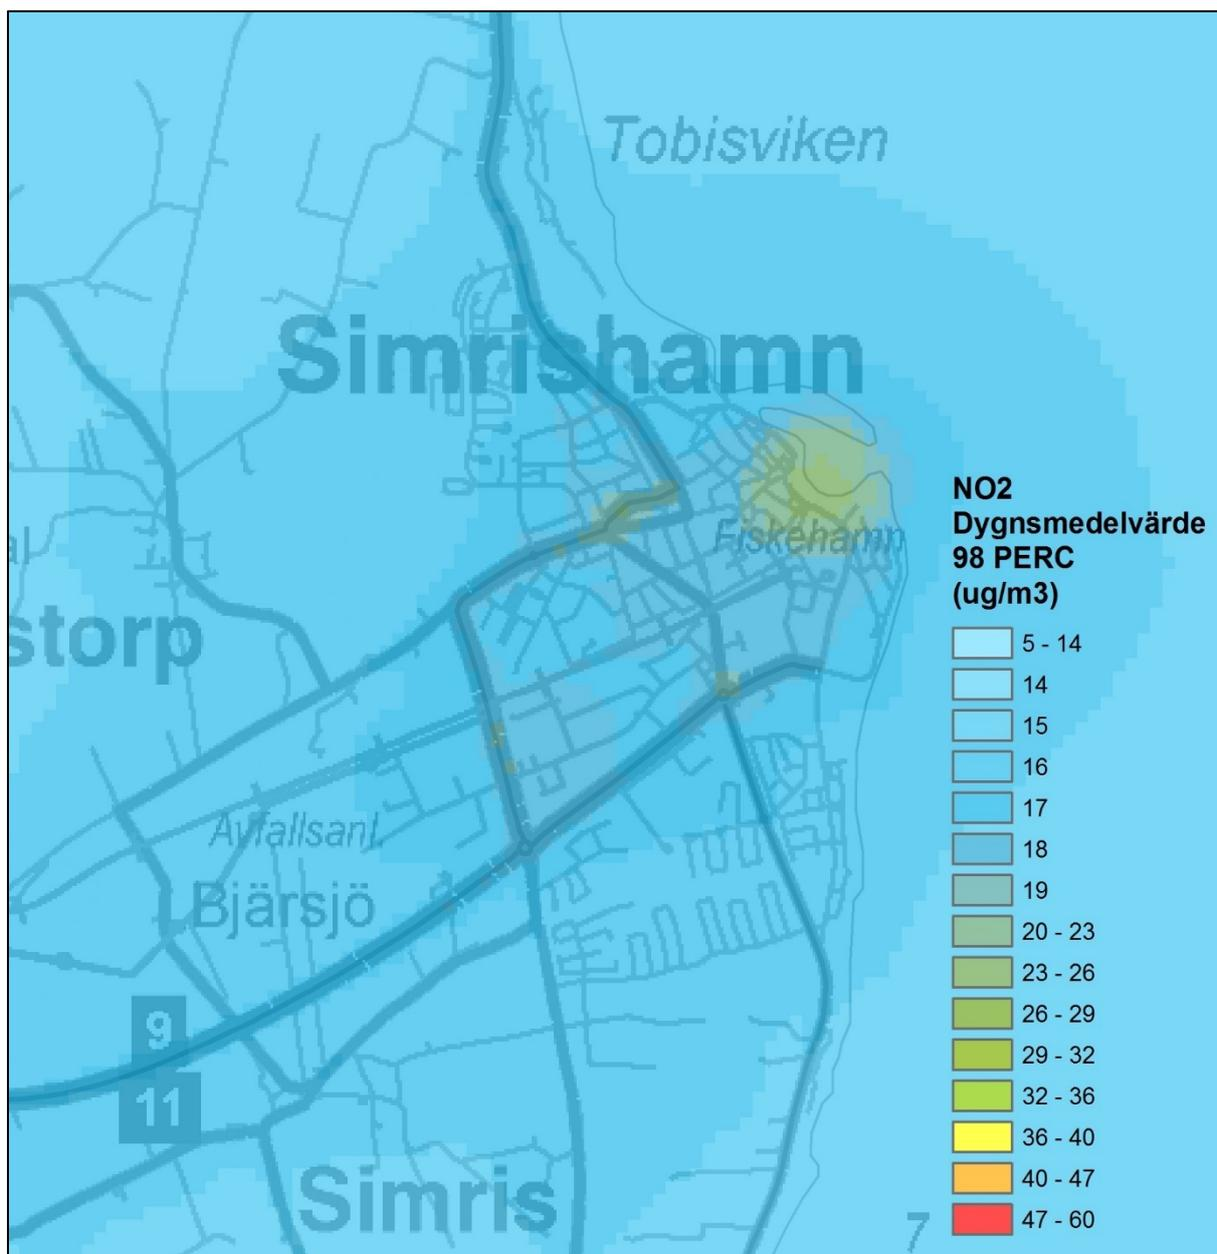 Tobisviken
Simrishamn
Fiskehamn
al
storp
Avfallsanl.
Bjärsjö
9
11
Simris
7
NO2
Dygnsmedelvärde
98 PERC
(ug/m3)
5 - 14
14
15
16
17
18
19
20 - 23
23 - 26
26 - 29
29 - 32
32 - 36
36 - 40
40 - 47
47 - 60